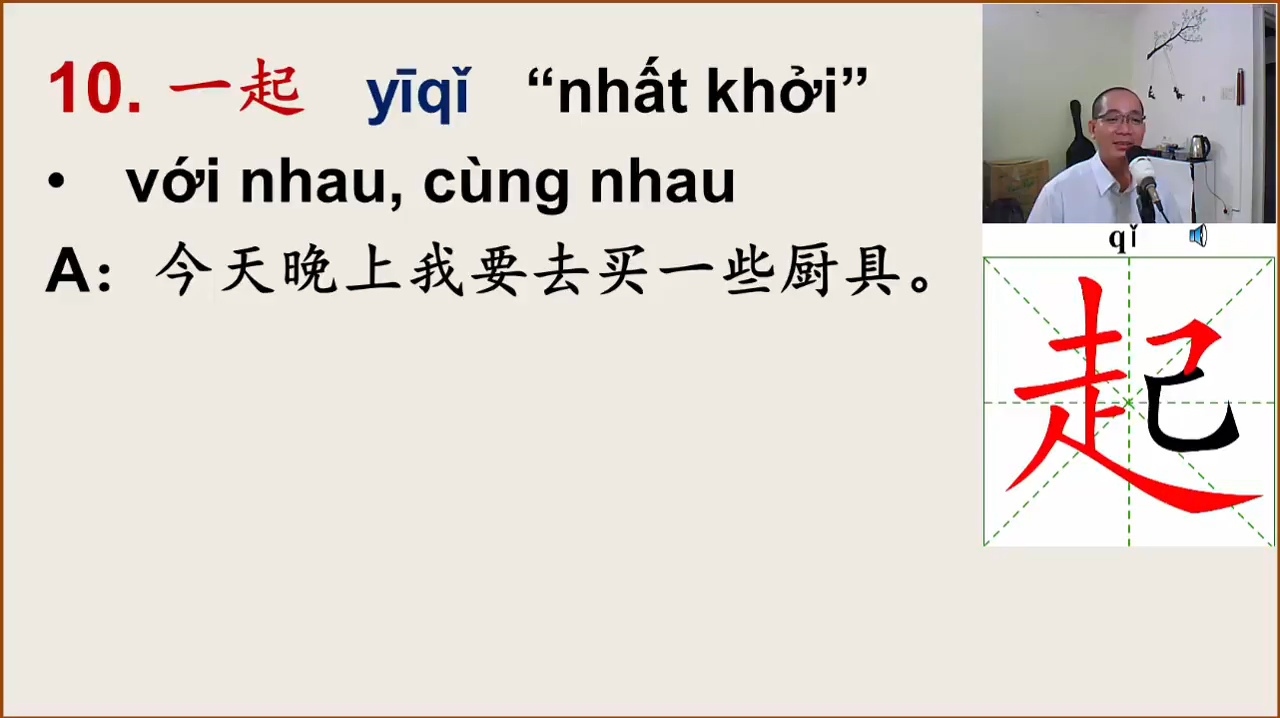 10. 一起 yīqǐ “nhất khởi”
• với nhau, cùng nhau
A：今天晚上我要去买一些厨具。
qǐ
起